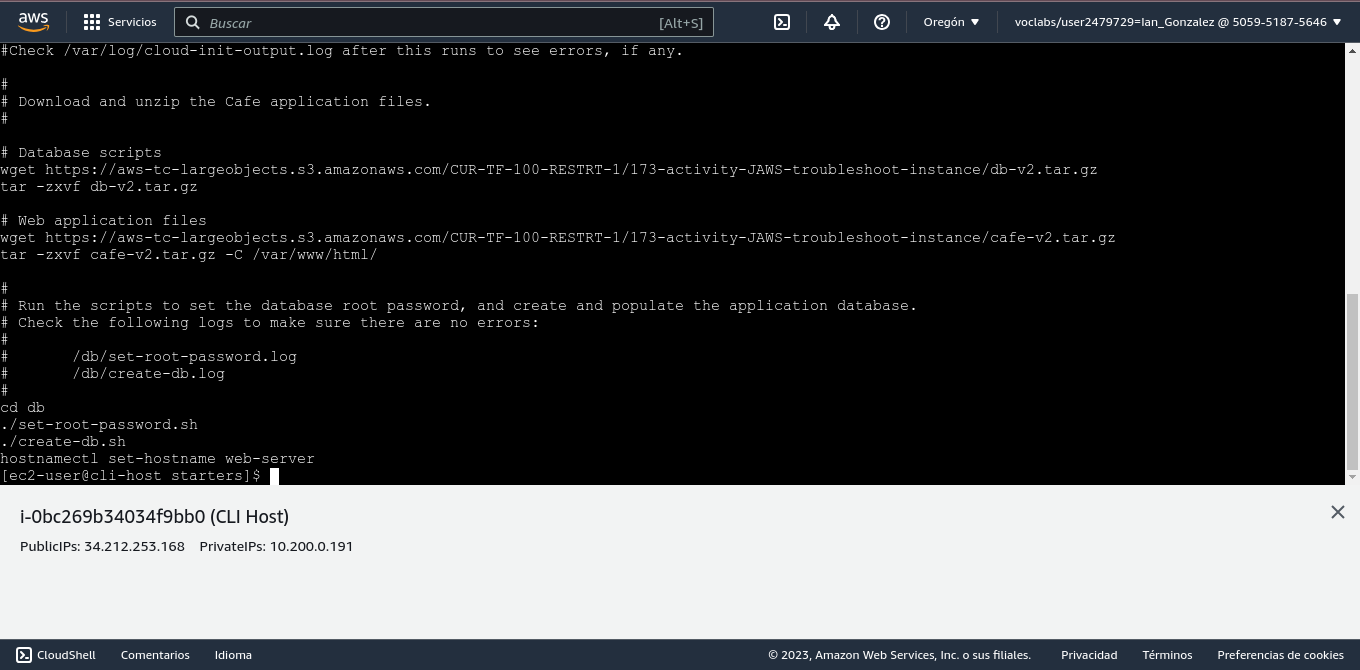 aws
Servicios
Buscar
[Alt+S]
Oregón
voclabs/user2479729=Ian_Gonzalez @ 5059-5187-5646
#Check /var/log/cloud-init-output.log after this runs to see errors, if any.
#
# Download and unzip the Cafe application files.
#
# Database scripts
wget https://aws-tc-largeobjects.s3.amazonaws.com/CUR-TF-100-RESTRT-1/173-activity-JAWS-troubleshoot-instance/db-v2.tar.gz
tar -zxvf db-v2.tar.gz
# Web application files
wget https://aws-tc-largeobjects.s3.amazonaws.com/CUR-TF-100-RESTRT-1/173-activity-JAWS-troubleshoot-instance/cafe-v2.tar.gz
tar -zxvf cafe-v2.tar.gz -C /var/www/html/
#
# Run the scripts to set the database root password, and create and populate the application database.
# Check the following logs to make sure there are no errors:
#
#       /db/set-root-password.log
#       /db/create-db.log
#
cd db
./set-root-password.sh
./create-db.sh
hostnamectl set-hostname web-server
[ec2-user@cli-host starters]$
i-0bc269b34034f9bb0 (CLI Host)
PublicIPs: 34.212.253.168 PrivateIPs: 10.200.0.191
CloudShell
Comentarios
Idioma
© 2023, Amazon Web Services, Inc. o sus filiales.
Privacidad
Términos
Preferencias de cookies